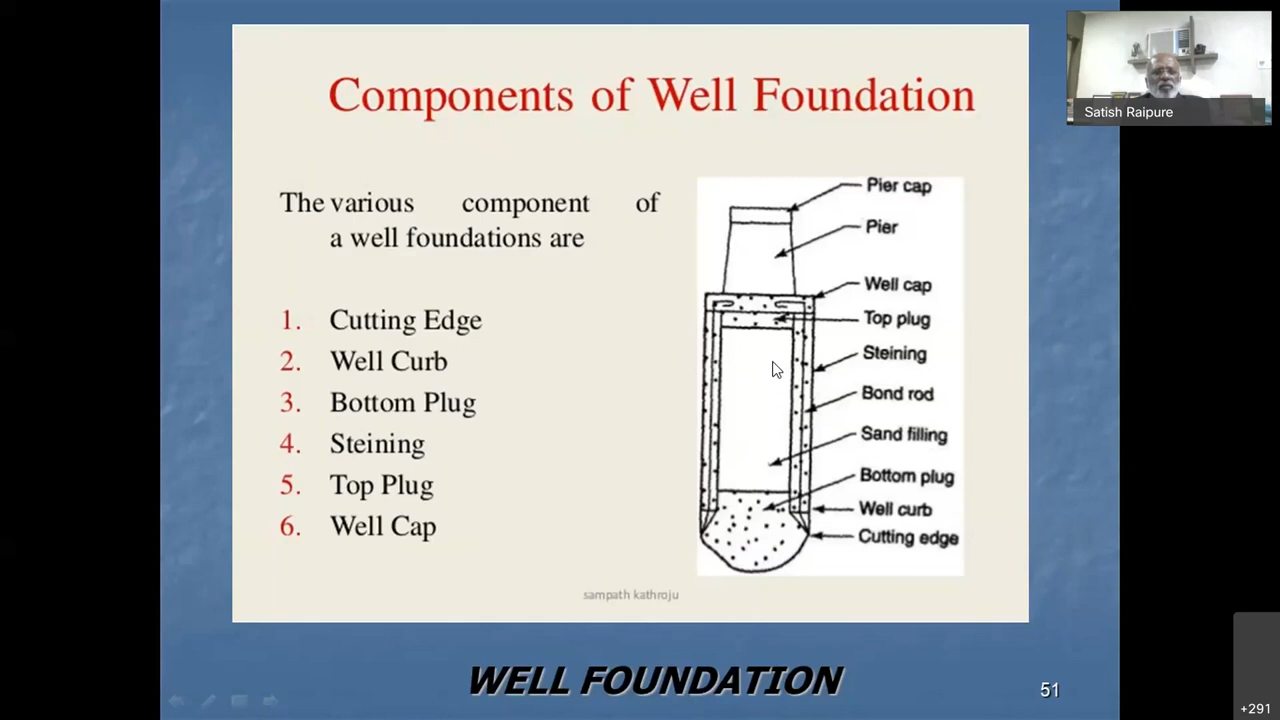 Components of Well Foundation
The various component of
a well foundations are
1. Cutting Edge
2. Well Curb
3. Bottom Plug
4. Steining
5. Top Plug
6. Well Cap
Pier cap
Pier
Well cap
Top plug
Steining
Bond rod
Sand filling
Bottom plug
Well curb
Cutting edge
sampath kathroju
WELL FOUNDATION
51
Satish Raipure
+291